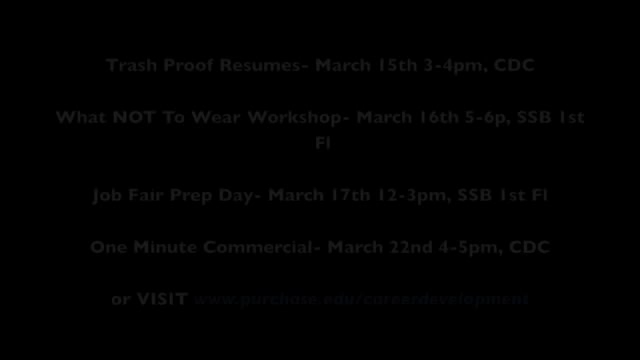 Trash Proof Resumes- March 15th 3-4pm, CDC
What NOT To Wear Workshop- March 16th 5-6p, SSB 1st
Fl
Job Fair Prep Day- March 17th 12-3pm, SSB 1st Fl
One Minute Commercial- March 22nd 4-5pm, CDC
or VISIT www.purchase.edu/careerdevelopment